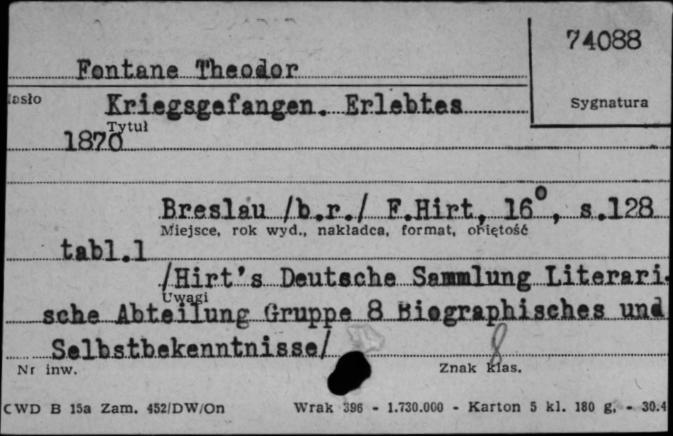 74088
Fontane Theodor
Hasło
Kriegsgefangen. Erlebtes
Sygnatura
Tytuł
1870
Breslau /b.r./ F.Hirt, 16°, s.128
Miejsce, rok wyd., nakładca, format, objętość
tabl.1
/Hirt's Deutsche Sammlung Literari-
Uwagi
sche Abteilung Gruppe 8 Biographisches und
Selbstbekenntnisse/
8
Nr inw.
Znak klas.
CWD B 15a Zam. 452/DW/On
Wrak 396 - 1.730.000 - Karton 5 kl. 180 g. - 30.4